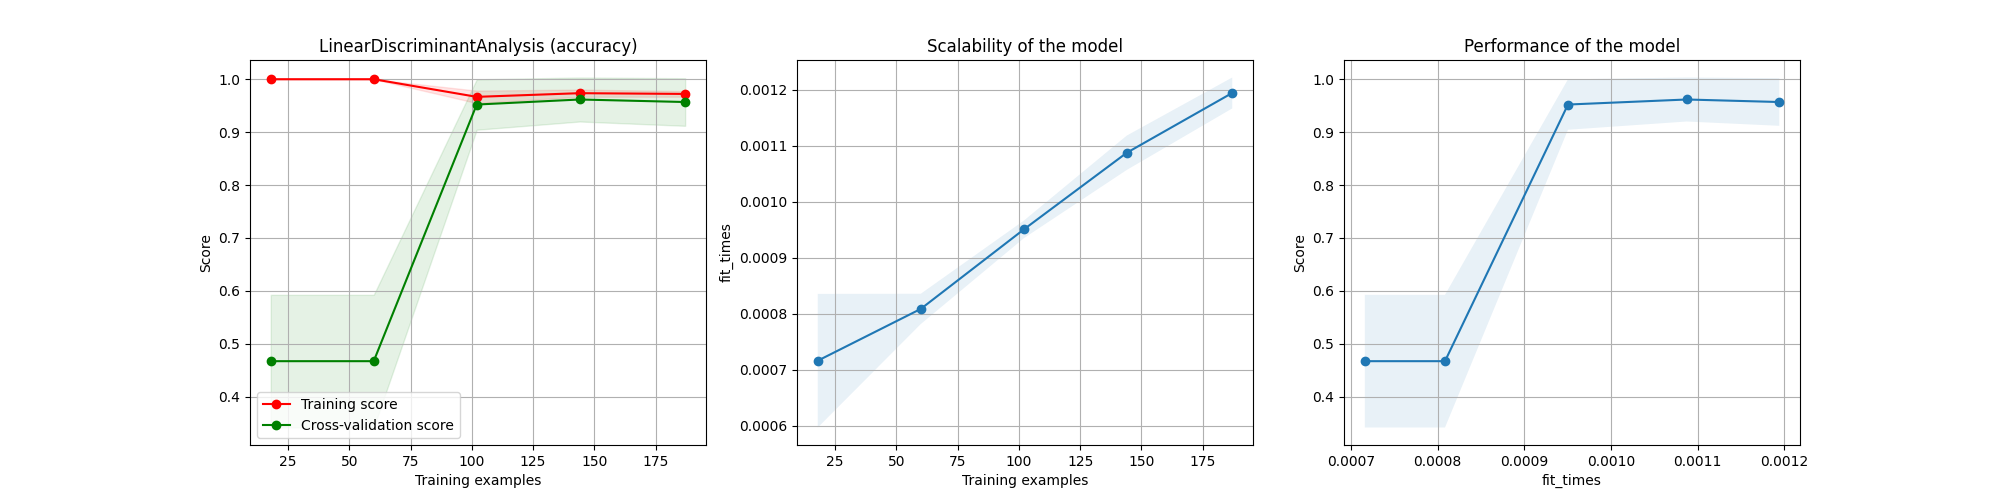 LinearDiscriminantAnalysis (accuracy)
1.0
0.9
0.8
0.7
0.6
0.5
0.4
Score
Training score
Cross-validation score
25 50 75 100 125 150 175
Training examples
Scalability of the model
0.0012
0.0011
0.0010
0.0009
0.0008
0.0007
0.0006
fit_times
25 50 75 100 125 150 175
Training examples
Performance of the model
1.0
0.9
0.8
0.7
0.6
0.5
0.4
Score
0.0007 0.0008 0.0009 0.0010 0.0011 0.0012
fit_times